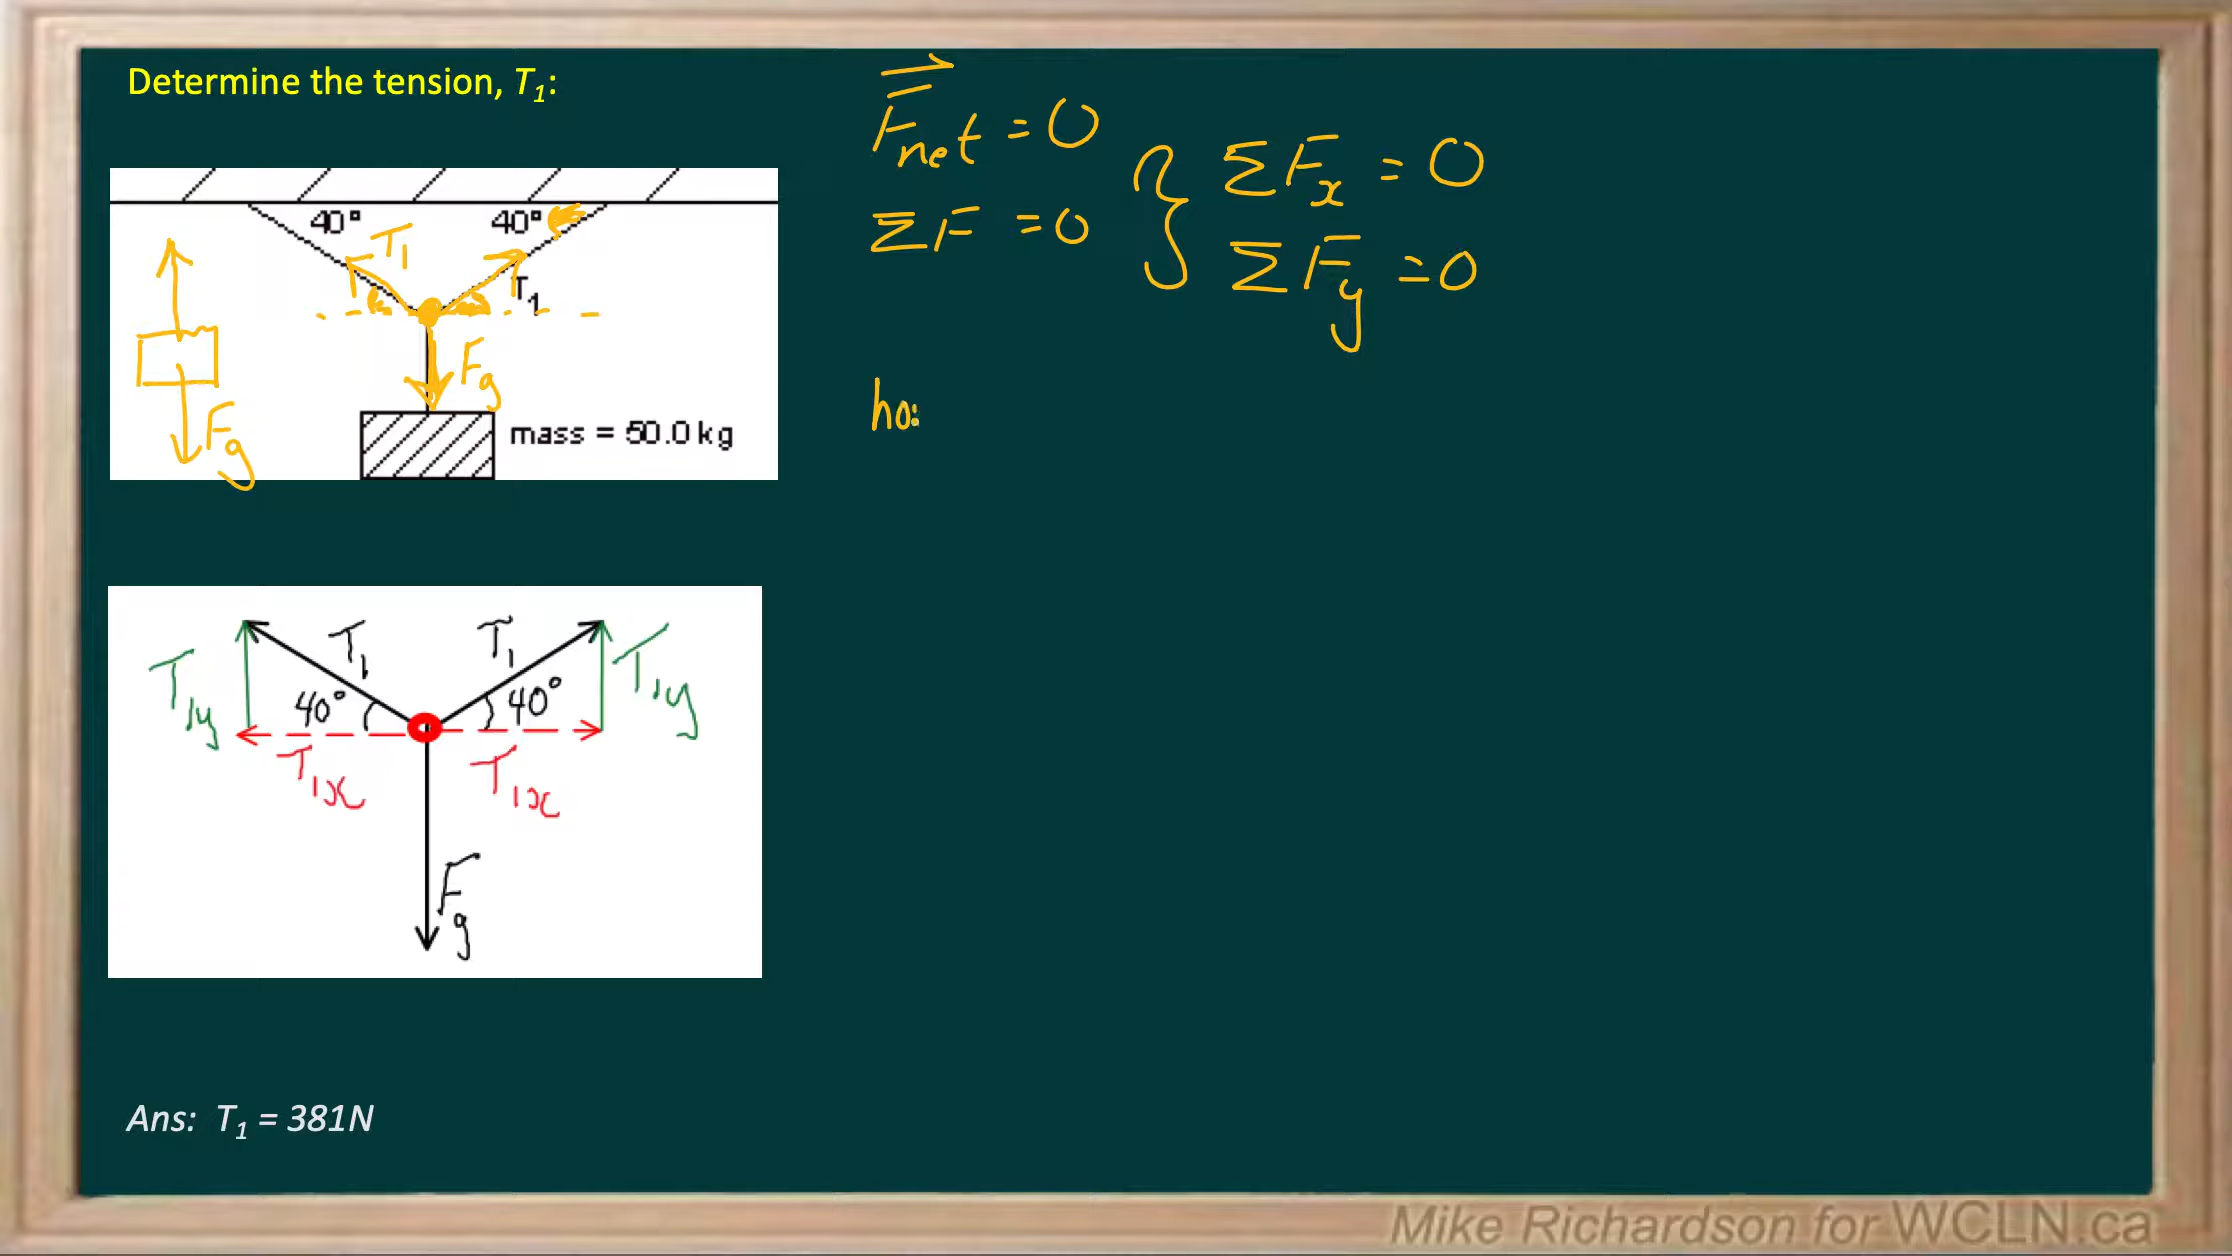 Determine the tension, T₁:
F⃗net = 0
ΣF = 0
ΣFx = 0
ΣFy = 0
40°
40°
T₁
T₁
Fg
Fg
mass = 50.0 kg
ho:
T₁y
T₁
T₁
T₁y
40°
40°
T₁x
T₁x
Fg
Ans: T₁ = 381N
Mike Richardson for WCLN.ca